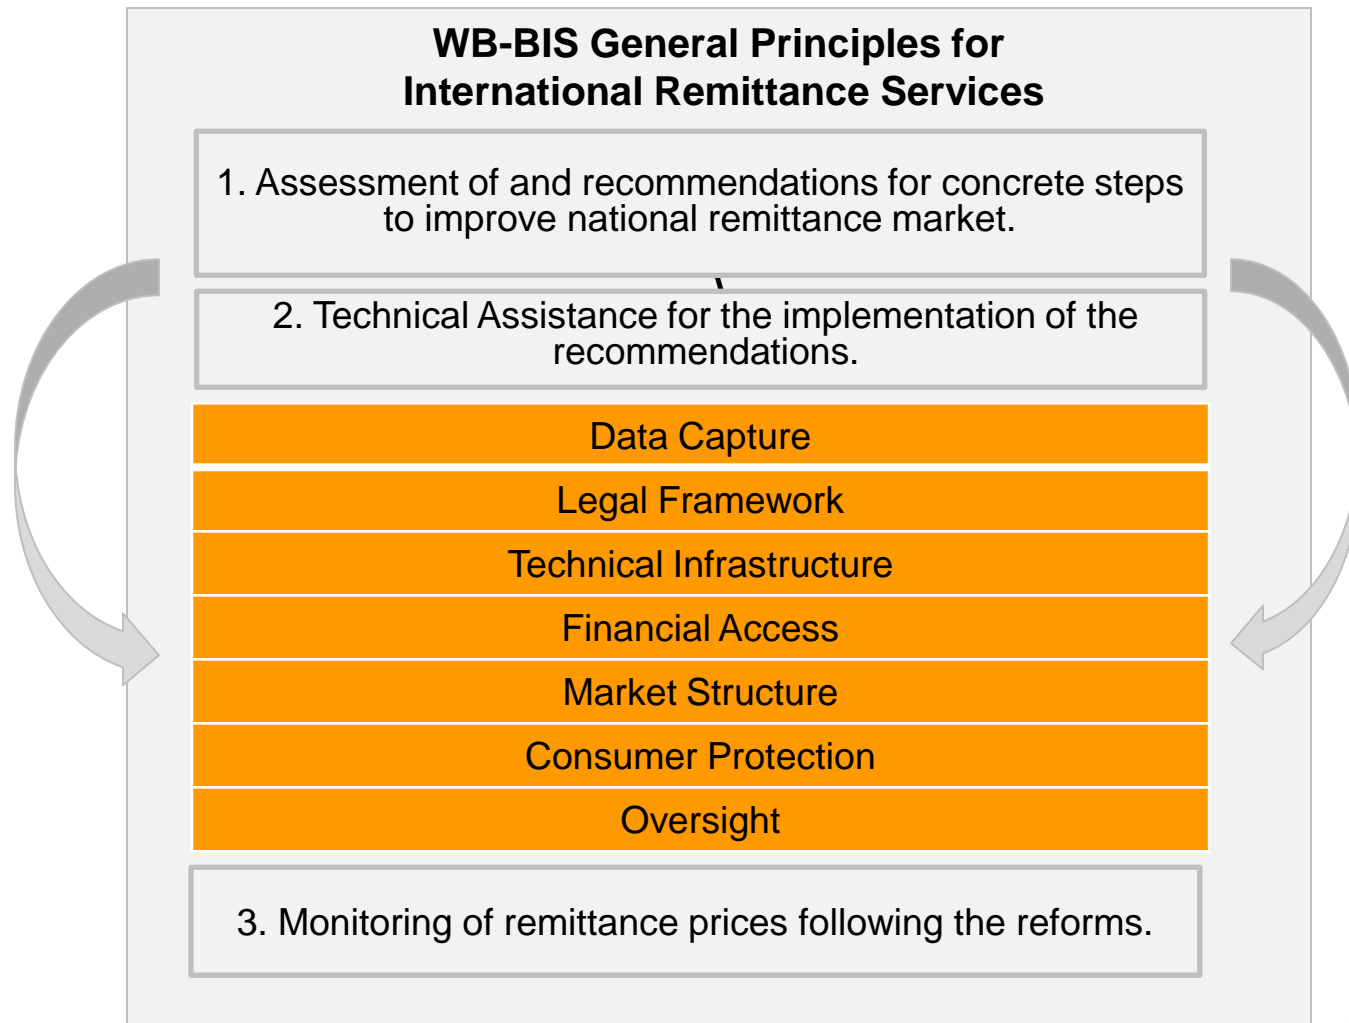 WB-BIS General Principles for
International Remittance Services
1. Assessment of and recommendations for concrete steps
to improve national remittance market.
2. Technical Assistance for the implementation of the
recommendations.
Data Capture
Legal Framework
Technical Infrastructure
Financial Access
Market Structure
Consumer Protection
Oversight
3. Monitoring of remittance prices following the reforms.